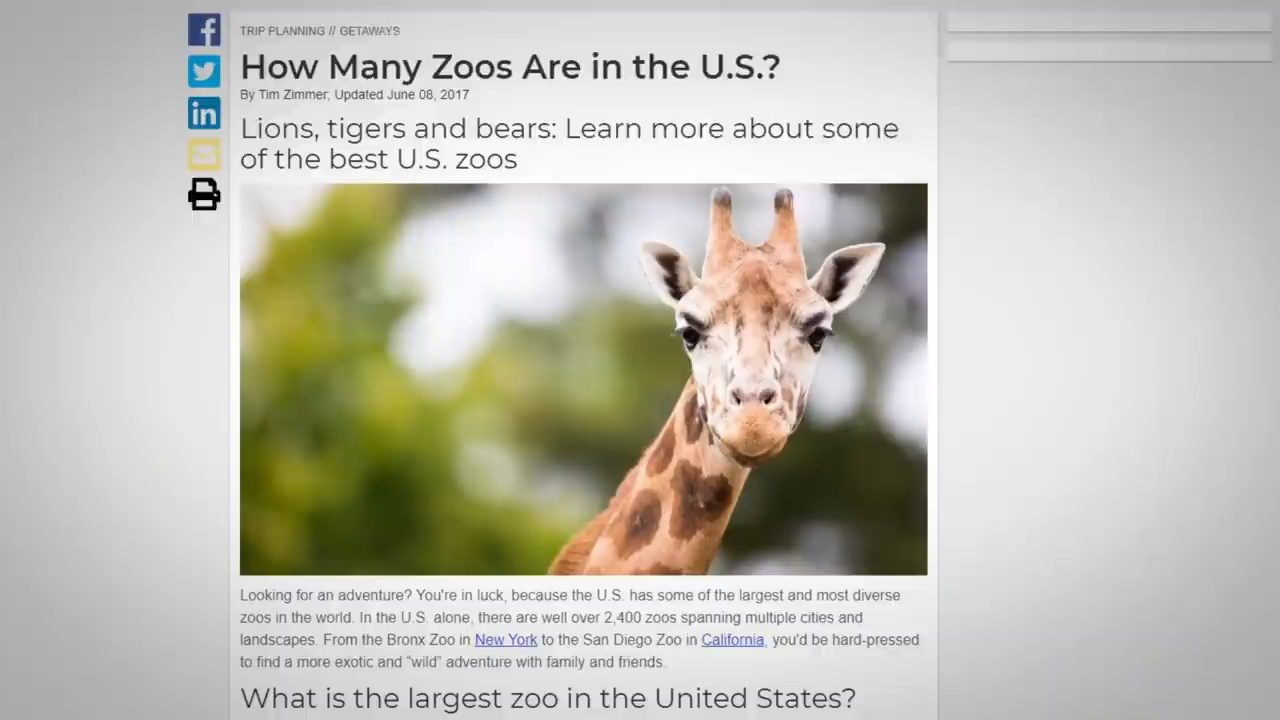 TRIP PLANNING // GETAWAYS
How Many Zoos Are in the U.S.?
By Tim Zimmer, Updated June 08, 2017
Lions, tigers and bears: Learn more about some
of the best U.S. zoos
Looking for an adventure? You're in luck, because the U.S. has some of the largest and most diverse
zoos in the world. In the U.S. alone, there are well over 2,400 zoos spanning multiple cities and
landscapes. From the Bronx Zoo in New York to the San Diego Zoo in California, you'd be hard-pressed
to find a more exotic and “wild” adventure with family and friends.
What is the largest zoo in the United States?